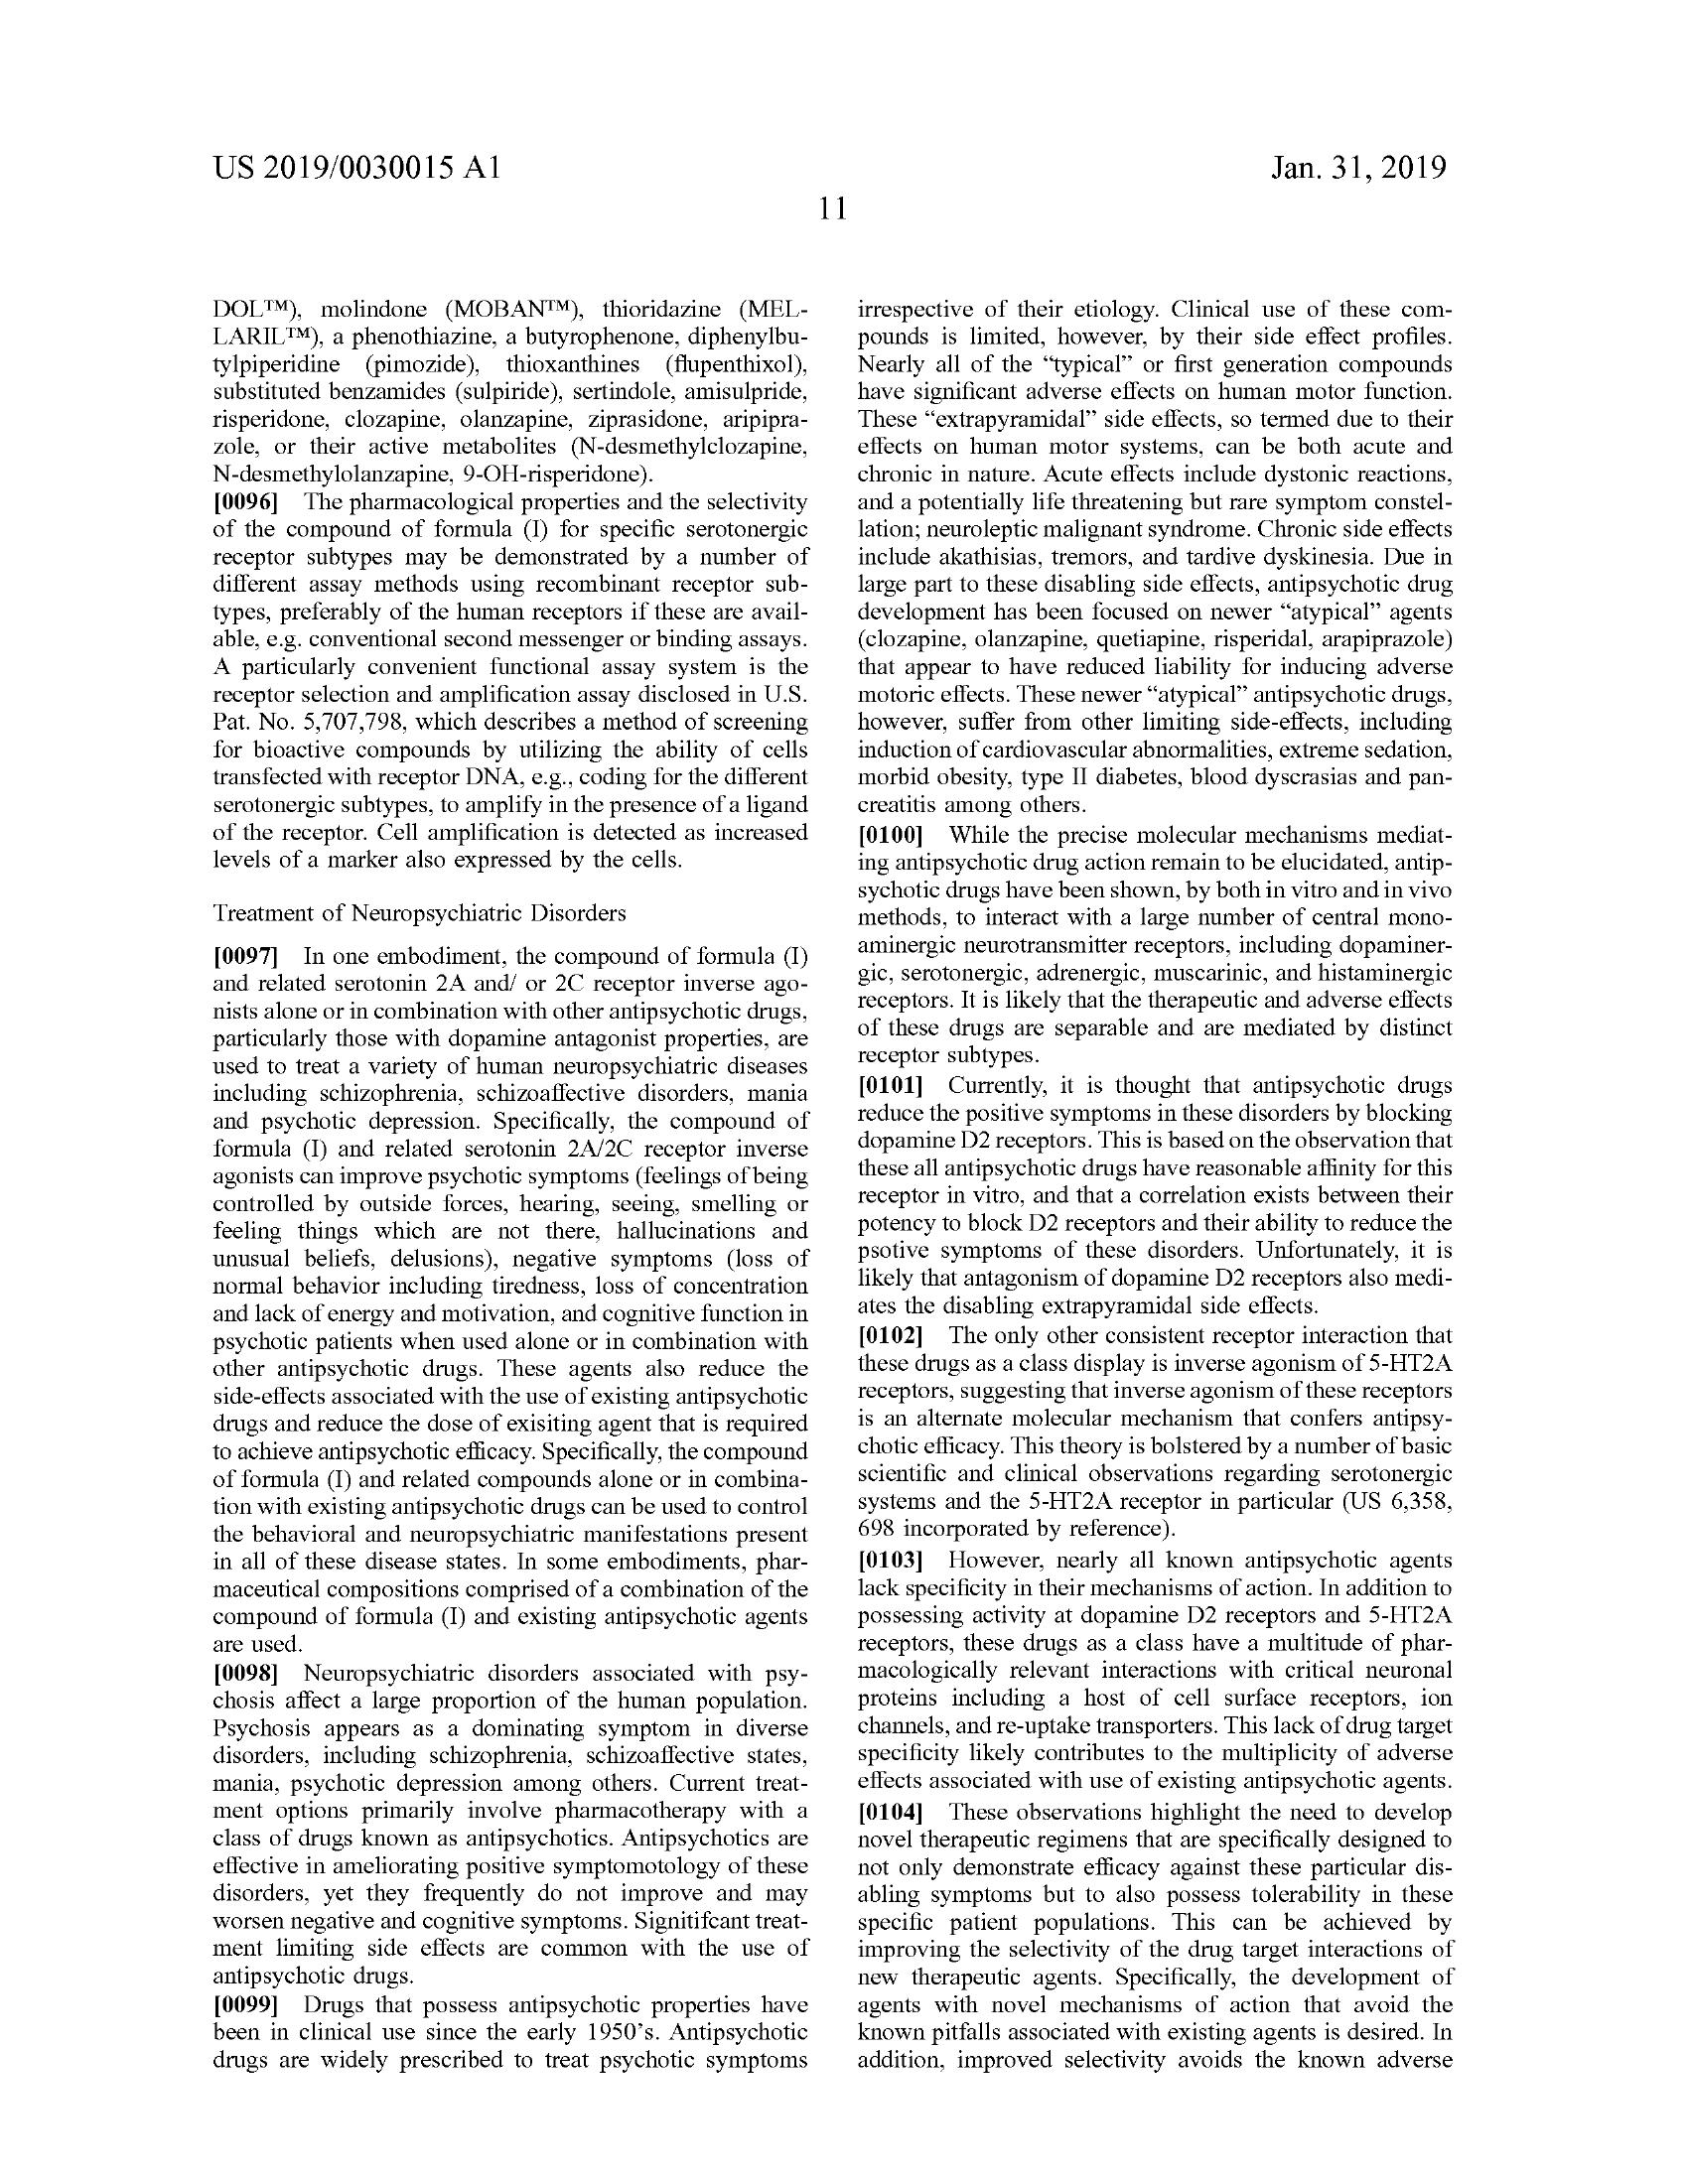 US 2019/0030015 A1
Jan. 31, 2019
11
DOL™), molindone (MOBAN™), thioridazine (MEL-
LARIL™), a phenothiazine, a butyrophenone, diphenylbu-
tylpiperidine (pimozide), thioxanthines (flupenthixol),
substituted benzamides (sulpiride), sertindole, amisulpride,
risperidone, clozapine, olanzapine, ziprasidone, aripipra-
zole, or their active metabolites (N-desmethylclozapine,
N-desmethylolanzapine, 9-OH-risperidone).
[0096] The pharmacological properties and the selectivity
of the compound of formula (I) for specific serotonergic
receptor subtypes may be demonstrated by a number of
different assay methods using recombinant receptor sub-
types, preferably of the human receptors if these are avail-
able, e.g. conventional second messenger or binding assays.
A particularly convenient functional assay system is the
receptor selection and amplification assay disclosed in U.S.
Pat. No. 5,707,798, which describes a method of screening
for bioactive compounds by utilizing the ability of cells
transfected with receptor DNA, e.g., coding for the different
serotonergic subtypes, to amplify in the presence of a ligand
of the receptor. Cell amplification is detected as increased
levels of a marker also expressed by the cells.
Treatment of Neuropsychiatric Disorders
[0097] In one embodiment, the compound of formula (I)
and related serotonin 2A and/ or 2C receptor inverse ago-
nists alone or in combination with other antipsychotic drugs,
particularly those with dopamine antagonist properties, are
used to treat a variety of human neuropsychiatric diseases
including schizophrenia, schizoaffective disorders, mania
and psychotic depression. Specifically, the compound of
formula (I) and related serotonin 2A/2C receptor inverse
agonists can improve psychotic symptoms (feelings of being
controlled by outside forces, hearing, seeing, smelling or
feeling things which are not there, hallucinations and
unusual beliefs, delusions), negative symptoms (loss of
normal behavior including tiredness, loss of concentration
and lack of energy and motivation, and cognitive function in
psychotic patients when used alone or in combination with
other antipsychotic drugs. These agents also reduce the
side-effects associated with the use of existing antipsychotic
drugs and reduce the dose of exisiting agent that is required
to achieve antipsychotic efficacy. Specifically, the compound
of formula (I) and related compounds alone or in combina-
tion with existing antipsychotic drugs can be used to control
the behavioral and neuropsychiatric manifestations present
in all of these disease states. In some embodiments, phar-
maceutical compositions comprised of a combination of the
compound of formula (I) and existing antipsychotic agents
are used.
[0098] Neuropsychiatric disorders associated with psy-
chosis affect a large proportion of the human population.
Psychosis appears as a dominating symptom in diverse
disorders, including schizophrenia, schizoaffective states,
mania, psychotic depression among others. Current treat-
ment options primarily involve pharmacotherapy with a
class of drugs known as antipsychotics. Antipsychotics are
effective in ameliorating positive symptomotology of these
disorders, yet they frequently do not improve and may
worsen negative and cognitive symptoms. Signitifcant treat-
ment limiting side effects are common with the use of
antipsychotic drugs.
[0099] Drugs that possess antipsychotic properties have
been in clinical use since the early 1950’s. Antipsychotic
drugs are widely prescribed to treat psychotic symptoms
irrespective of their etiology. Clinical use of these com-
pounds is limited, however, by their side effect profiles.
Nearly all of the “typical” or first generation compounds
have significant adverse effects on human motor function.
These “extrapyramidal” side effects, so termed due to their
effects on human motor systems, can be both acute and
chronic in nature. Acute effects include dystonic reactions,
and a potentially life threatening but rare symptom constel-
lation; neuroleptic malignant syndrome. Chronic side effects
include akathisias, tremors, and tardive dyskinesia. Due in
large part to these disabling side effects, antipsychotic drug
development has been focused on newer “atypical” agents
(clozapine, olanzapine, quetiapine, risperidal, arapiprazole)
that appear to have reduced liability for inducing adverse
motoric effects. These newer “atypical” antipsychotic drugs,
however, suffer from other limiting side-effects, including
induction of cardiovascular abnormalities, extreme sedation,
morbid obesity, type II diabetes, blood dyscrasias and pan-
creatitis among others.
[0100] While the precise molecular mechanisms mediat-
ing antipsychotic drug action remain to be elucidated, antip-
sychotic drugs have been shown, by both in vitro and in vivo
methods, to interact with a large number of central mono-
aminergic neurotransmitter receptors, including dopaminer-
gic, serotonergic, adrenergic, muscarinic, and histaminergic
receptors. It is likely that the therapeutic and adverse effects
of these drugs are separable and are mediated by distinct
receptor subtypes.
[0101] Currently, it is thought that antipsychotic drugs
reduce the positive symptoms in these disorders by blocking
dopamine D2 receptors. This is based on the observation that
these all antipsychotic drugs have reasonable affinity for this
receptor in vitro, and that a correlation exists between their
potency to block D2 receptors and their ability to reduce the
psotive symptoms of these disorders. Unfortunately, it is
likely that antagonism of dopamine D2 receptors also medi-
ates the disabling extrapyramidal side effects.
[0102] The only other consistent receptor interaction that
these drugs as a class display is inverse agonism of 5-HT2A
receptors, suggesting that inverse agonism of these receptors
is an alternate molecular mechanism that confers antipsy-
chotic efficacy. This theory is bolstered by a number of basic
scientific and clinical observations regarding serotonergic
systems and the 5-HT2A receptor in particular (US 6,358,
698 incorporated by reference).
[0103] However, nearly all known antipsychotic agents
lack specificity in their mechanisms of action. In addition to
possessing activity at dopamine D2 receptors and 5-HT2A
receptors, these drugs as a class have a multitude of phar-
macologically relevant interactions with critical neuronal
proteins including a host of cell surface receptors, ion
channels, and re-uptake transporters. This lack of drug target
specificity likely contributes to the multiplicity of adverse
effects associated with use of existing antipsychotic agents.
[0104] These observations highlight the need to develop
novel therapeutic regimens that are specifically designed to
not only demonstrate efficacy against these particular dis-
abling symptoms but to also possess tolerability in these
specific patient populations. This can be achieved by
improving the selectivity of the drug target interactions of
new therapeutic agents. Specifically, the development of
agents with novel mechanisms of action that avoid the
known pitfalls associated with existing agents is desired. In
addition, improved selectivity avoids the known adverse